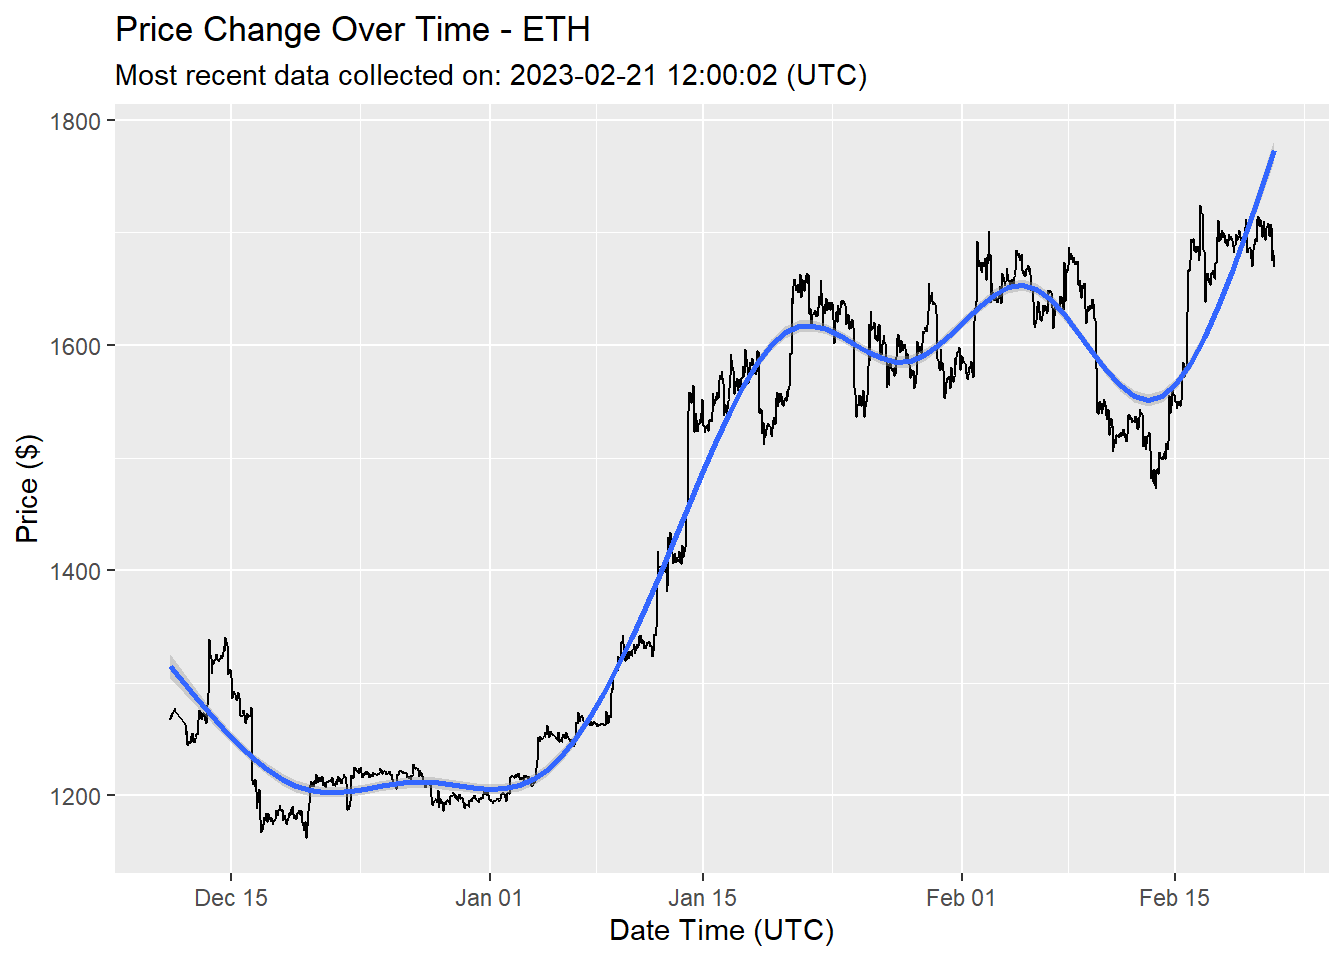 Price Change Over Time - ETH
Most recent data collected on: 2023-02-21 12:00:02 (UTC)
1800
1600
1400
1200
Price ($)
Dec 15
Jan 01
Jan 15
Feb 01
Feb 15
Date Time (UTC)